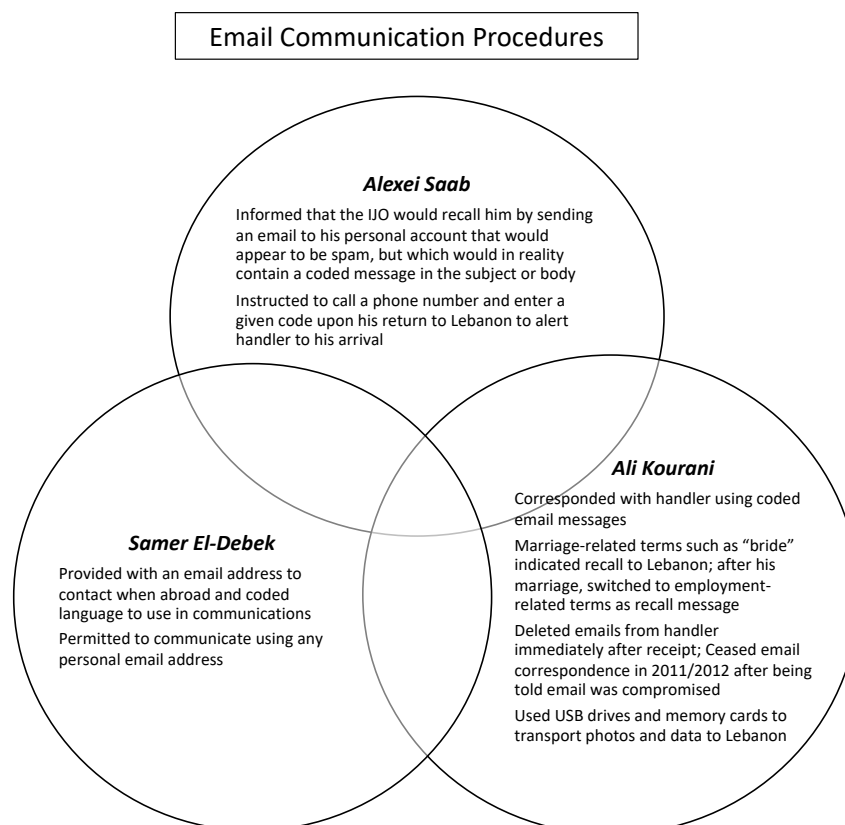 Email Communication Procedures
Alexei Saab
Informed that the IJO would recall him by sending
an email to his personal account that would
appear to be spam, but which would in reality
contain a coded message in the subject or body
Instructed to call a phone number and enter a
given code upon his return to Lebanon to alert
handler to his arrival
Samer El-Debek
Provided with an email address to
contact when abroad and coded
language to use in communications
Permitted to communicate using any
personal email address
Ali Kourani
Corresponded with handler using coded
email messages
Marriage-related terms such as “bride”
indicated recall to Lebanon; after his
marriage, switched to employment-
related terms as recall message
Deleted emails from handler
immediately after receipt; Ceased email
correspondence in 2011/2012 after being
told email was compromised
Used USB drives and memory cards to
transport photos and data to Lebanon